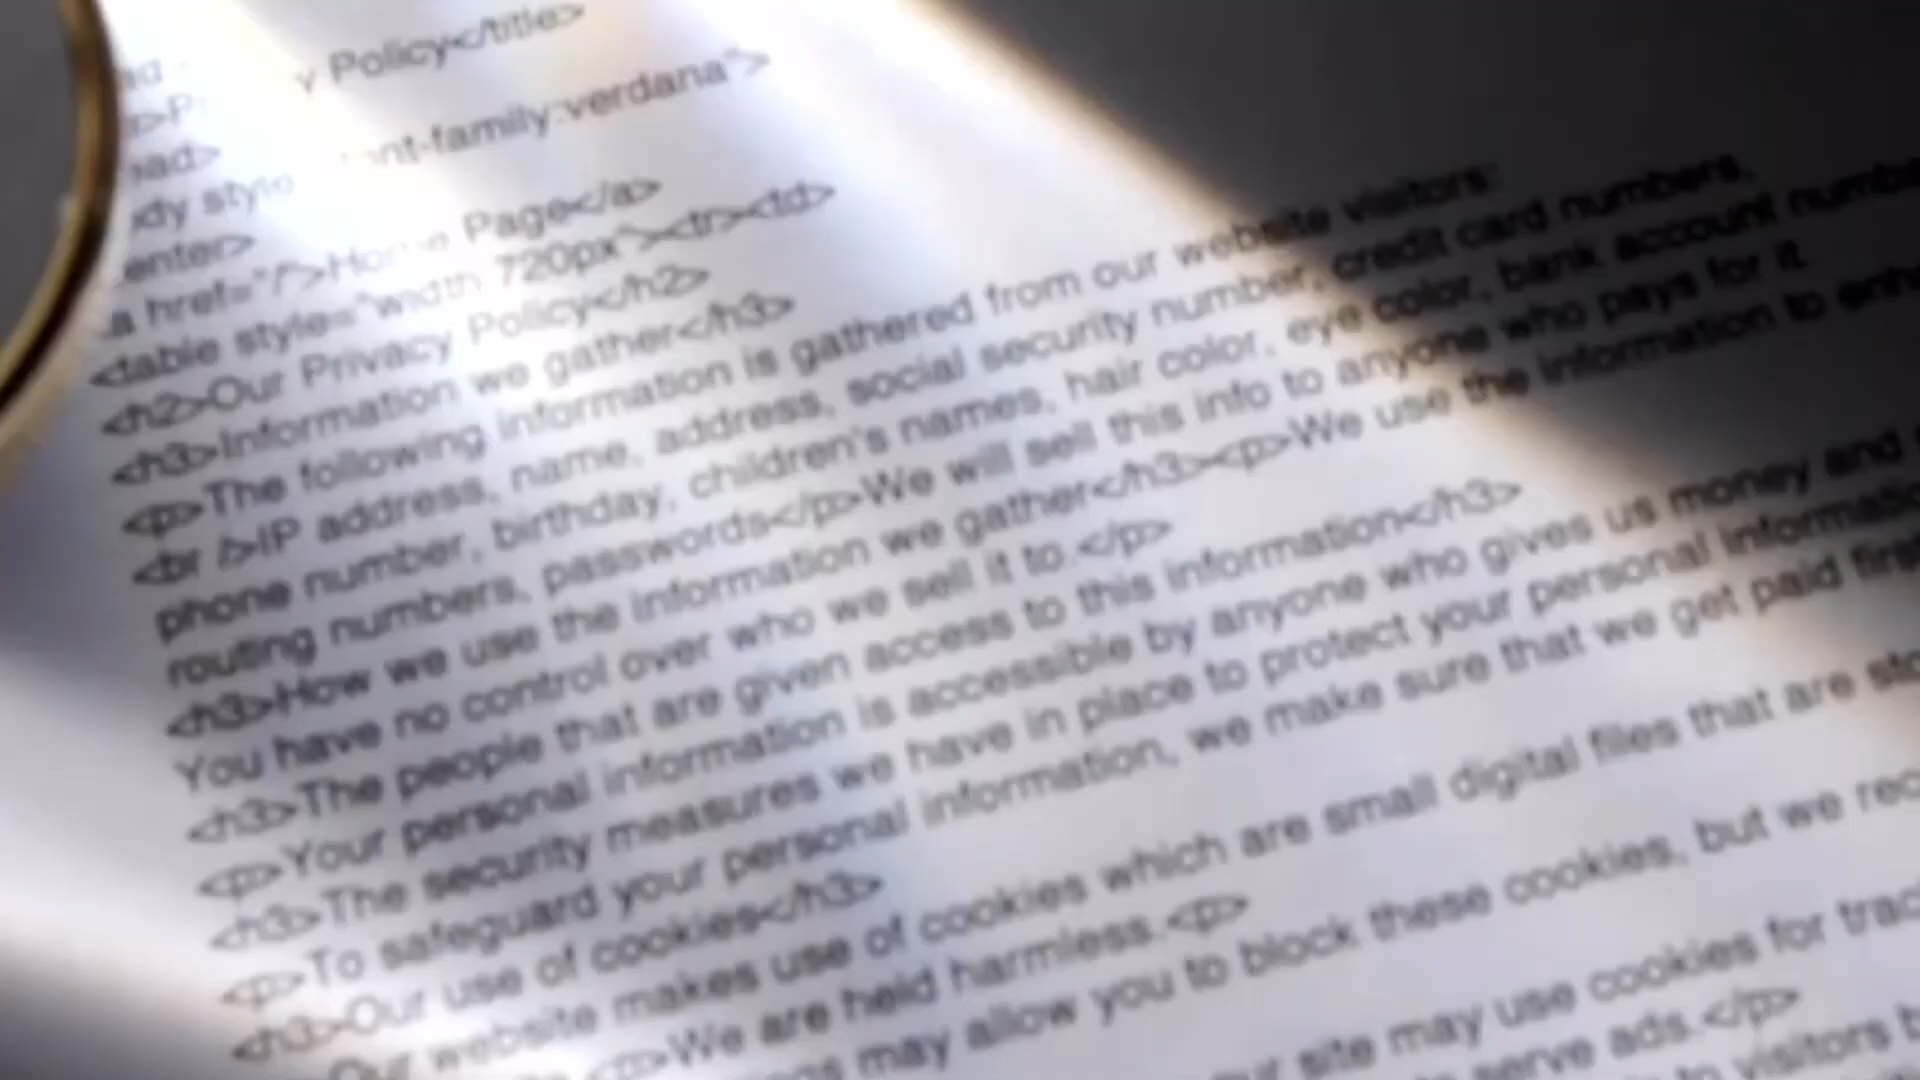 y Policy</title>
nt-family:verdana">
a href="/">Home Page</a>
<table style="width 720px"><tr><td>
<h2>Our Privacy Policy</h2>
<h3>Information we gather</h3>
<p>The following information is gathered from our website visitors:
<br />IP address, name, address, social security number, credit card numbers,
phone number, birthday, children's names, hair color, eye color, bank account
routing numbers, passwords</p>We will sell this info to anyone who pays for it.
<h3>How we use the information we gather</h3><p>We use the information to
You have no control over who we sell it to.</p>
<h3>The people that are given access to this information</h3>
<p>Your personal information is accessible by anyone who gives us money and
<h3>The security measures we have in place to protect your personal
<p>To safeguard your personal information, we make sure that we get paid first
<h3>Our use of cookies</h3>
Our website makes use of cookies which are small digital files that are
<p>We are held harmless.<p>
may allow you to block these cookies, but we
site may use cookies for
serve ads.</p>
to visitors